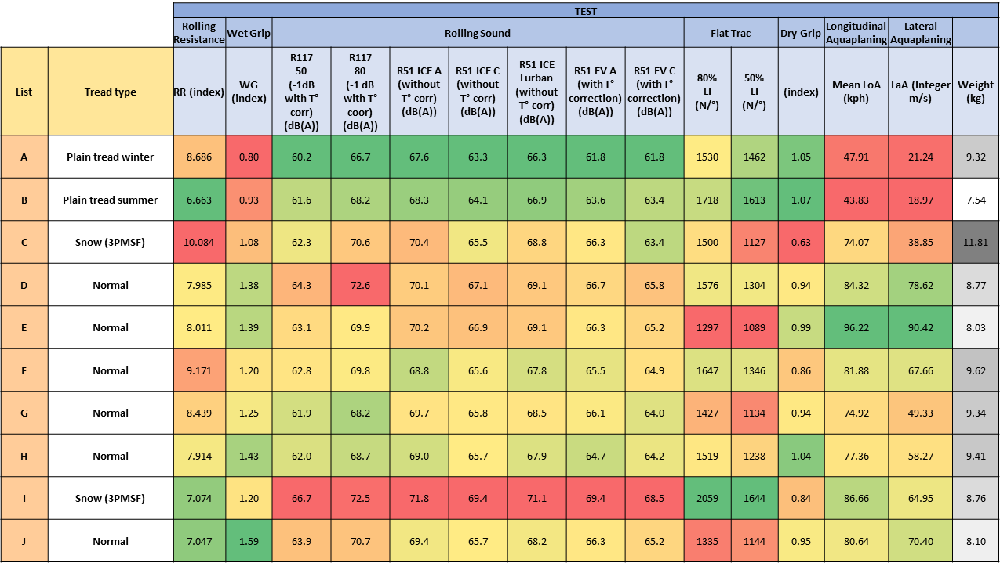 TEST
Rolling Resistance Wet Grip Rolling Sound Flat Trac Dry Grip Longitudinal Aquaplaning Lateral Aquaplaning
List Tread type RR (index) WG (index) R117 50 (-1dB with T° corr) (dB(A)) R117 80 (-1 dB with T° coor) (dB(A)) R51 ICE A (without T° corr) (dB(A)) R51 ICE C (without T° corr) (dB(A)) R51 ICE Lurban (without T° corr) (dB(A)) R51 EV A (with T° correction) (dB(A)) R51 EV C (with T° correction) (dB(A)) 80% LI (N/°) 50% LI (N/°) (index) Mean LoA (kph) LaA (Integer m/s) Weight (kg)
A Plain tread winter 8.686 0.80 60.2 66.7 67.6 63.3 66.3 61.8 61.8 1530 1462 1.05 47.91 21.24 9.32
B Plain tread summer 6.663 0.93 61.6 68.2 68.3 64.1 66.9 63.6 63.4 1718 1613 1.07 43.83 18.97 7.54
C Snow (3PMSF) 10.084 1.08 62.3 70.6 70.4 65.5 68.8 66.3 63.4 1500 1127 0.63 74.07 38.85 11.81
D Normal 7.985 1.38 64.3 72.6 70.1 67.1 69.1 66.7 65.8 1576 1304 0.94 84.32 78.62 8.77
E Normal 8.011 1.39 63.1 69.9 70.2 66.9 69.1 66.3 65.2 1297 1089 0.99 96.22 90.42 8.03
F Normal 9.171 1.20 62.8 69.8 68.8 65.6 67.8 65.5 64.9 1647 1346 0.86 81.88 67.66 9.62
G Normal 8.439 1.25 61.9 68.2 69.7 65.8 68.5 66.1 64.0 1427 1134 0.94 74.92 49.33 9.34
H Normal 7.914 1.43 62.0 68.7 69.0 65.7 67.9 64.7 64.2 1519 1238 1.04 77.36 58.27 9.41
I Snow (3PMSF) 7.074 1.20 66.7 72.5 71.8 69.4 71.1 69.4 68.5 2059 1644 0.84 86.66 64.95 8.76
J Normal 7.047 1.59 63.9 70.7 69.4 65.7 68.2 66.3 65.2 1335 1144 0.95 80.64 70.40 8.10